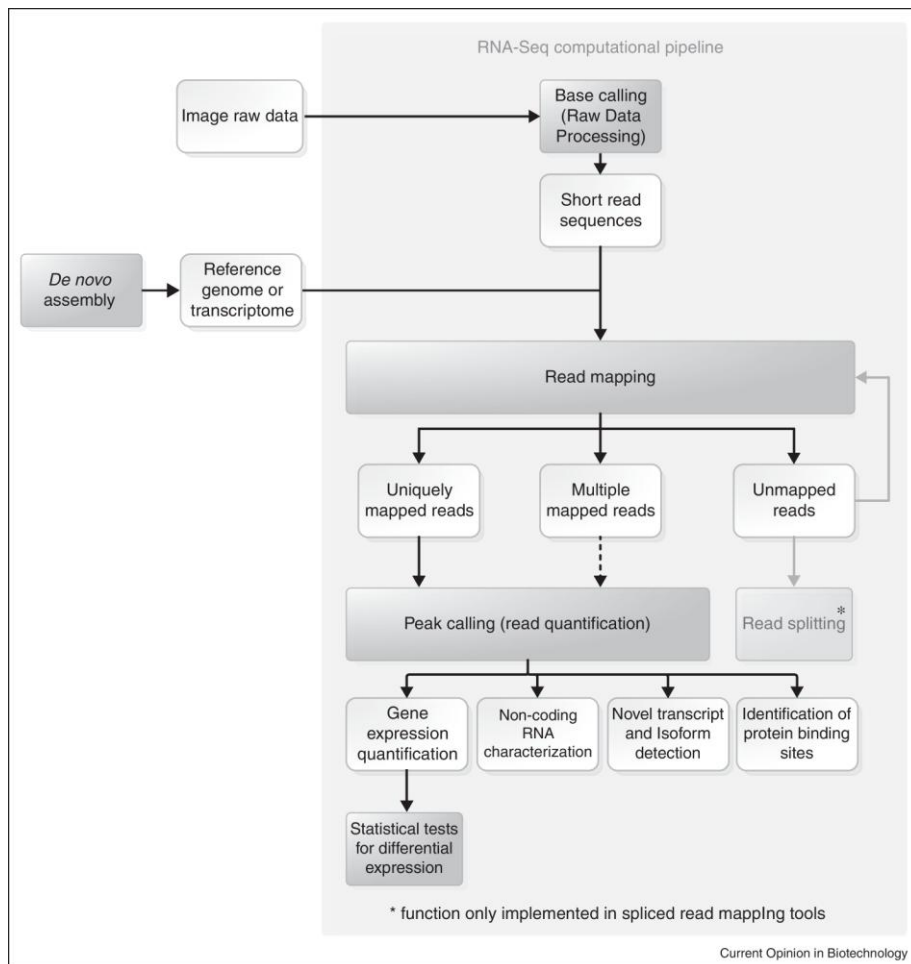 RNA-Seq computational pipeline
Image raw data
Base calling
(Raw Data
Processing)
Short read
sequences
De novo
assembly
Reference
genome or
transcriptome
Read mapping
Uniquely
mapped reads
Multiple
mapped reads
Unmapped
reads
Peak calling (read quantification)
Read splitting*
Gene
expression
quantification
Non-coding
RNA
characterization
Novel transcript
and Isoform
detection
Identification of
protein binding
sites
Statistical tests
for differential
expression
* function only implemented in spliced read mappIng tools
Current Opinion in Biotechnology